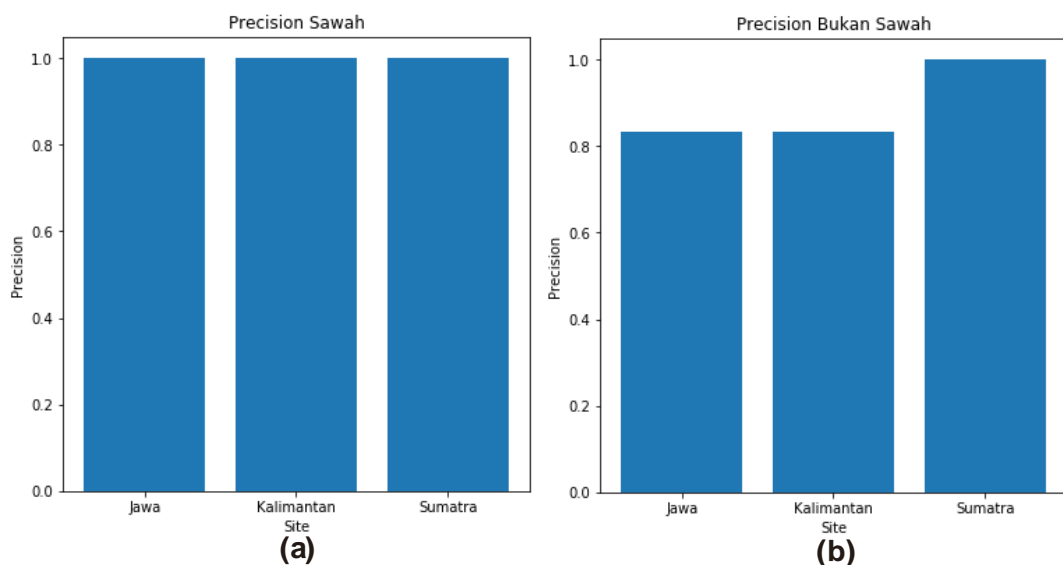 Precision Sawah
1.0
0.8
0.6
0.4
0.2
0.0
Precision
Jawa Kalimantan Sumatra
Site
(a)
Precision Bukan Sawah
1.0
0.8
0.6
0.4
0.2
0.0
Precision
Jawa Kalimantan Sumatra
Site
(b)